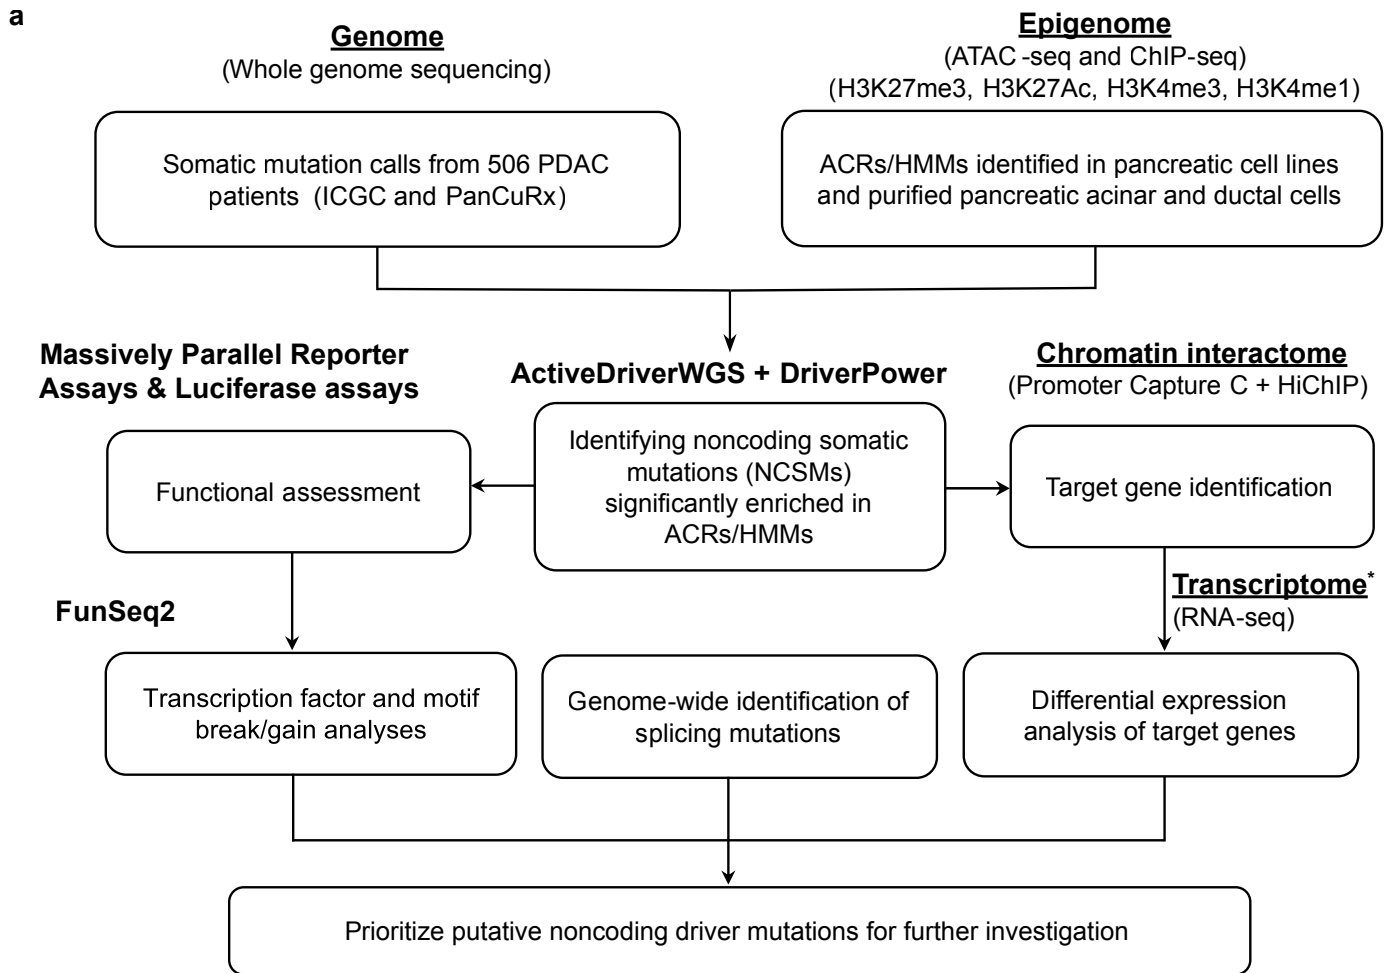 a
Genome
(Whole genome sequencing)
Epigenome
(ATAC-seq and ChIP-seq)
(H3K27me3, H3K27Ac, H3K4me3, H3K4me1)
Somatic mutation calls from 506 PDAC
patients (ICGC and PanCuRx)
ACRs/HMMs identified in pancreatic cell lines
and purified pancreatic acinar and ductal cells
Massively Parallel Reporter
Assays & Luciferase assays
ActiveDriverWGS + DriverPower
Chromatin interactome
(Promoter Capture C + HiChIP)
Functional assessment
Identifying noncoding somatic
mutations (NCSMs)
significantly enriched in
ACRs/HMMs
Target gene identification
FunSeq2
Transcriptome*
(RNA-seq)
Transcription factor and motif
break/gain analyses
Genome-wide identification of
splicing mutations
Differential expression
analysis of target genes
Prioritize putative noncoding driver mutations for further investigation